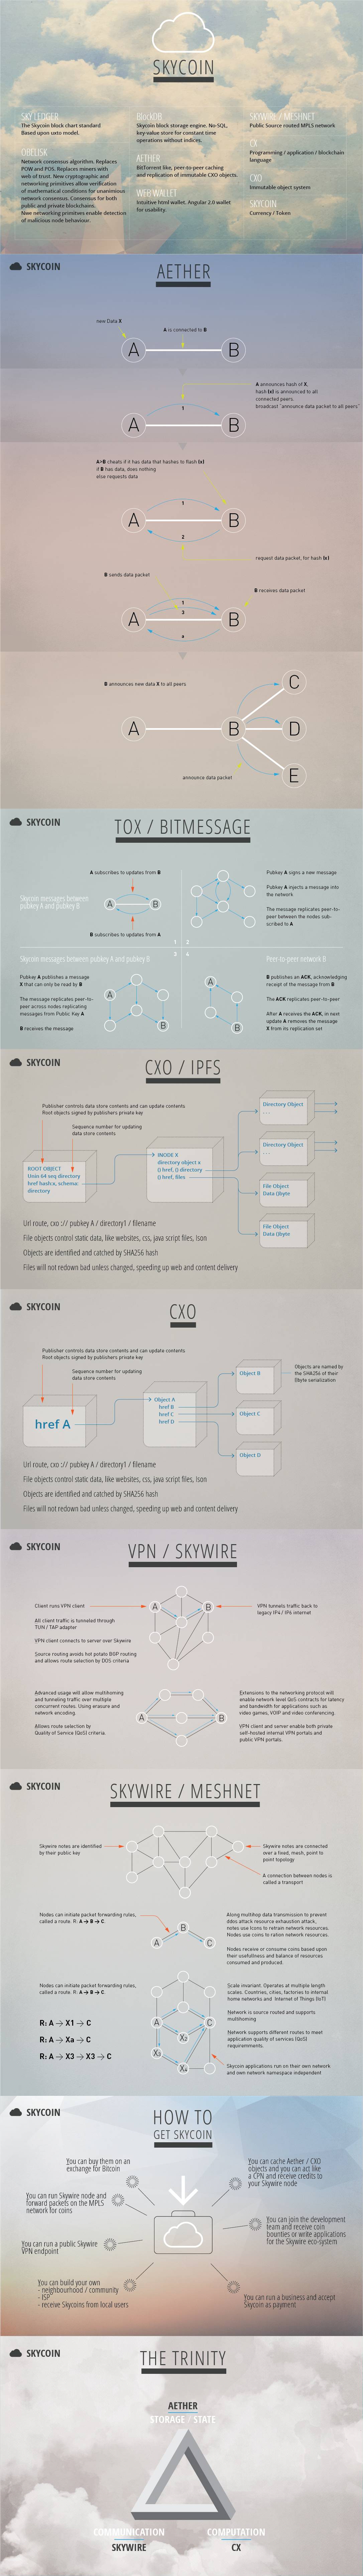 SKYCOIN
SKY LEDGER
The Skycoin block chart standard
Based upon uxto model.
OBELISK
Network consensus algorithm. Replaces
POW and POS. Replaces miners with
web of trust. New cryptographic and
networking primitives allow verification
of mathematical conditions for unanimous
network consensus. Consensus for both
public and private blockchains.
Nwe networking primetives enable detection
of malicious node behaviour.
BlockDB
Skycoin block storage engine. No-SQL,
key-value store for constant time
operations without indices.
AETHER
BitTorrent like, peer-to-peer caching
and replication of immutable CXO objects.
WEB WALLET
Intuitive html wallet. Angular 2.0 wallet
for usability.
SKYWIRE / MESHNET
Public Source routed MPLS network
CX
Programming / application / blockchain
language
CXO
Immutable object system
SKYCOIN
Currency / Token
SKYCOIN
AETHER
new Data X
A is connected to B
A B
A announces hash of X,
hash (x) is announced to all
connected peers.
broadcast "announce data packet to all peers"
1
A B
A>B cheats if it has data that hashes to hash (x)
if B has data, does nothing
else requests data
1
A B
2
request data packet, for hash (x)
B sends data packet
B receives data packet
1
3
A B
B announces new data X to all peers
C
A B D
E
announce data packet
SKYCOIN
TOX / BITMESSAGE
A subscribes to updates from B
Skycoin messages between
pubkey A and pubkey B
A B
B subscribes to updates from A
Pubkey A signs a new message
Pubkey A injects a message into
the network
The message replicates peer-to-
peer between the nodes sub-
scribed to A
1 2
3 4
Skycoin messages between pubkey A and pubkey B
Pubkey A publishes a message
X that can only be read by B
The message replicates peer-to-
peer across nodes replicating
messages from Public Key A
B receives the message
A
B
Peer-to-peer network B
A
B
B publishes an ACK, acknowledging
receipt of the message from B
The ACK replicates peer-to-peer
After A receives the ACK, in next
update A removes the message
X from its replication set
SKYCOIN
CXO / IPFS
Publisher controls data store contents and can update contents
Root objects signed by publishers private key
Sequence number for updating
data store contents
ROOT OBJECT
Unin 64 seq directory
href hashca, schema:
directory
INODE X
directory object x
() href, () directory
() href, files
Directory Object
. . .
Directory Object
. . .
File Object
Data ()byte
File Object
Data ()byte
Url route, cxo :// pubkey A / directory1 / filename
File objects control static data, like websites, css, java script files, json
Objects are identified and catched by SHA256 hash
Files will not redown bad unless changed, speeding up web and content delivery
SKYCOIN
CXO
Publisher controls data store contents and can update contents
Root objects signed by publishers private key
Sequence number for updating
data store contents
href A
Object A
href B
href C
href D
Object B
Object C
Object D
Objects are named by
the SHA256 of their
Ebyte serialization
Url route, cxo :// pubkey A / directory1 / filename
File objects control static data, like websites, css, java script files, json
Objects are identified and catched by SHA256 hash
Files will not redown bad unless changed, speeding up web and content delivery
SKYCOIN
VPN / SKYWIRE
Client runs VPN client
All client traffic is tunneled through
TUN / TAP adapter
VPN client connects to server over Skywire
Source routing avoids hot potato BGP routing
and allows route selection by DOS criteria
A B
VPN tunnels traffic back to
legacy IP4 / IP6 internet
Advanced usage will allow multihoming
and tunneling traffic over multiple
concurrent routes. Using erasure and
network encoding.
Allows route selection by
Quality of Service (QoS) criteria.
A B
Extensions to the networking protocol will
enable network level QoS contracts for latency
and bandwidth for applications such as
video games, VOIP and video conferencing.
VPN client and server enable both private
self-hosted internal VPN portals and
public VPN portals.
SKYCOIN
SKYWIRE / MESHNET
Skywire notes are identified
by their public key
Skywire notes are connected
over a fixed, mesh, point to
point topology
A connection between nodes is
called a transport
Nodes can initiate packet forwarding rules,
called a route. R: A → B → C.
B
A C
Along multihop data transmission to prevent
ddos attack resource exhaustion attack,
notes use icons to retrain network resources.
Nodes use coins to ration network resources.
Nodes receive or consume coins based upon
their usefulness and balance of resources
consumed and produced.
Nodes can initiate packet forwarding rules,
called a route. R: A → B → C.
R: A → X1 → C
R: A → Xa → C
R: A → X3 → X3 → C
A C
X₂
X₃
X₄
Scale invariant. Operates at multiple length
scales. Countries, cities, factories to internal
home networks and Internet of Things (IoT)
Network is source routed and supports
multihoming
Network supports different routes to meet
application quality of services (QoS)
requirements.
Skycoin applications run on their own network
and own network namespace independent
SKYCOIN
HOW TO
GET SKYCOIN
You can buy them on an
exchange for Bitcoin
You can run Skywire node and
forward packets on the MPLS
network for coins
You can run a public Skywire
VPN endpoint
You can build your own
- neighbourhood / community
- ISP
- receive Skycoins from local users
You can cache Aether / CXO
objects and you can act like
a CPN and receive credits to
your Skywire node
You can join the development
team and receive coin
bounties or write applications
for the Skywire eco-system
You can run a business and accept
Skycoin as payment
SKYCOIN
THE TRINITY
AETHER
STORAGE / STATE
COMMUNICATION
SKYWIRE
COMPUTATION
CX